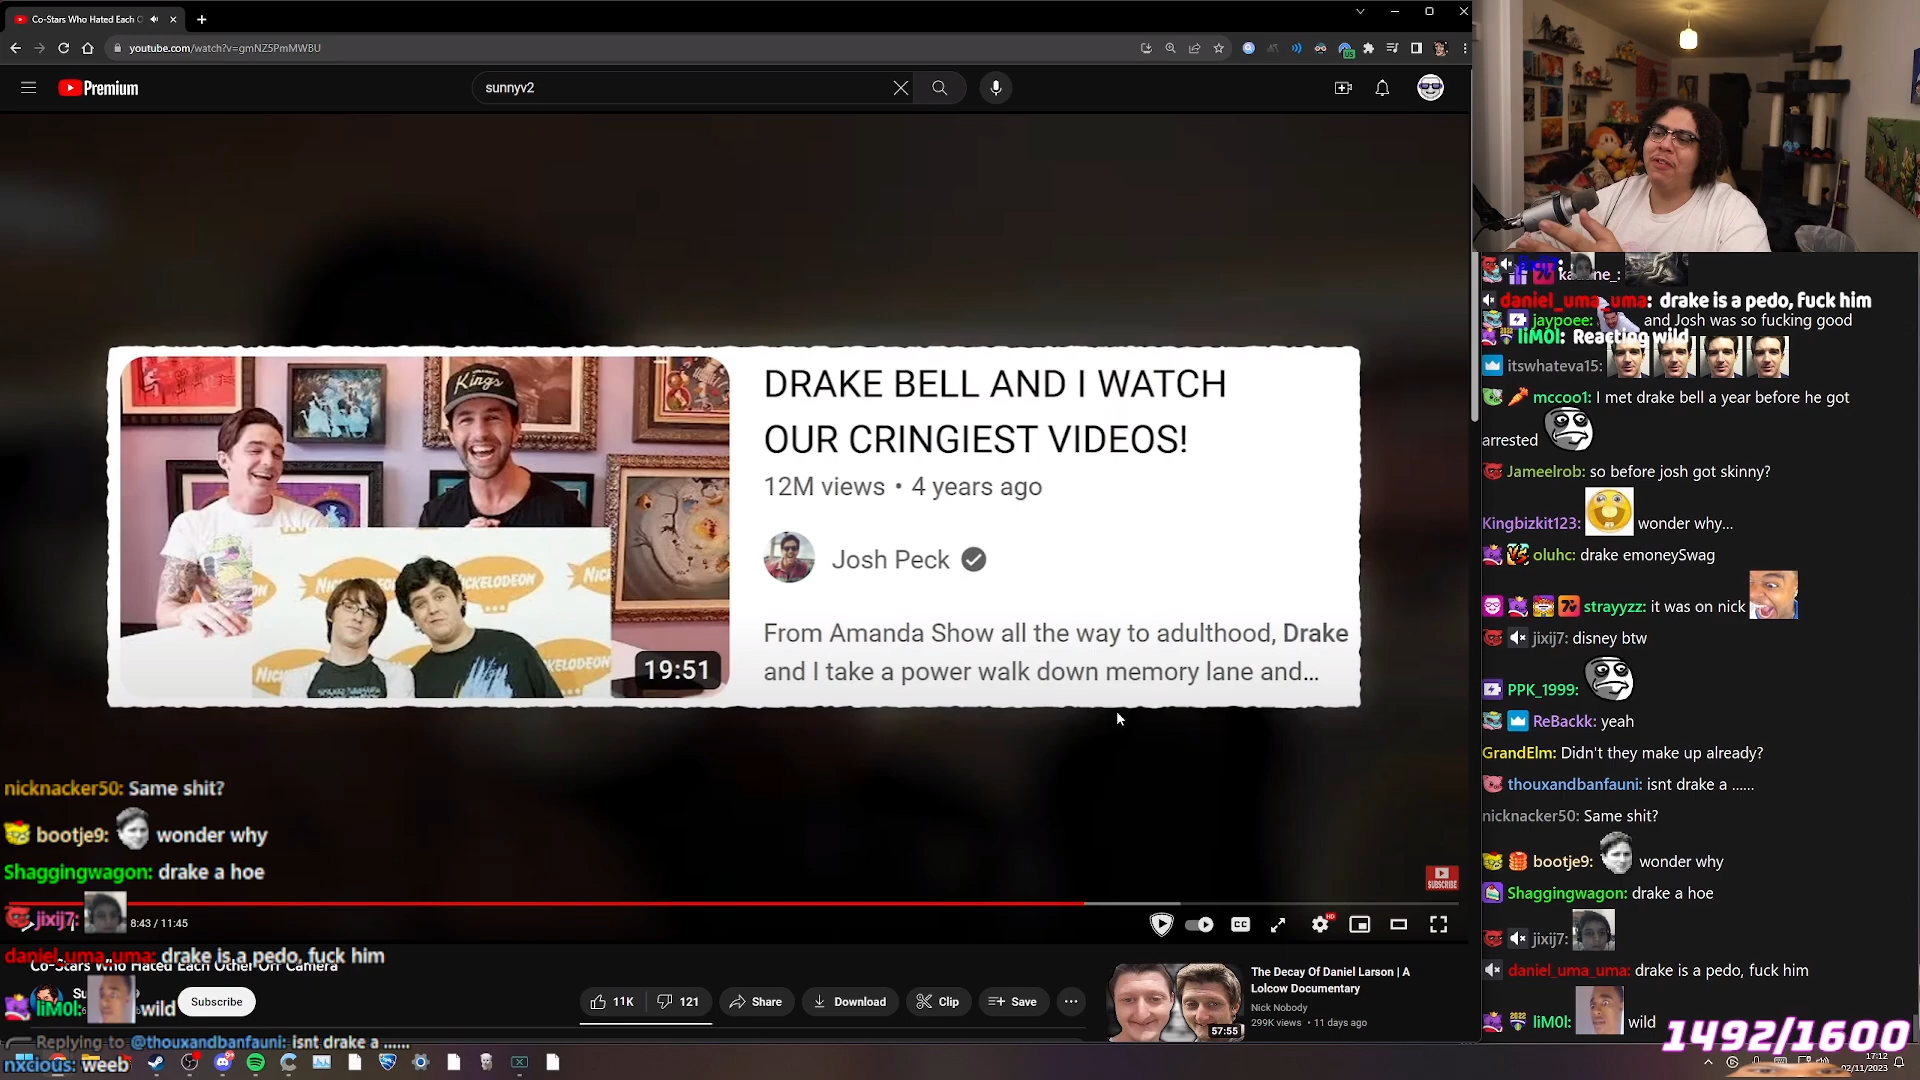 Co-Stars Who Hated Each O
youtube.com/watch?v=gmNZ5PmMWBU
Premium
sunnyv2
Kings
NICKELODEON
19:51
DRAKE BELL AND I WATCH
OUR CRINGIEST VIDEOS!
12M views • 4 years ago
Josh Peck
From Amanda Show all the way to adulthood, Drake
and I take a power walk down memory lane and...
SUBSCRIBE
nicknacker50: Same shit?
bootje9: wonder why
Shaggingwagon: drake a hoe
jixij7:
8:43 / 11:45
daniel_uma_uma: drake is a pedo, fuck him
Co-Stars Who Hated Each Other Off Camera
liM0l: wild
Subscribe
11K
121
Share
Download
Clip
Save
Replying to @thouxandbanfauni: isnt drake a ......
nxcious: weeb
The Decay Of Daniel Larson | A
Lolcow Documentary
Nick Nobody
299K views • 11 days ago
57:55
daniel_uma_uma: drake is a pedo, fuck him
jaypoee: and Josh was so fucking good
liM0l: Reacting wild
itswhateva15:
mccoo1: I met drake bell a year before he got
arrested
Jameelrob: so before josh got skinny?
Kingbizkit123: wonder why...
oluhc: drake emoneySwag
strayyzz: it was on nick
jixij7: disney btw
PPK_1999:
ReBackk: yeah
GrandElm: Didn't they make up already?
thouxandbanfauni: isnt drake a ......
nicknacker50: Same shit?
bootje9: wonder why
Shaggingwagon: drake a hoe
jixij7:
daniel_uma_uma: drake is a pedo, fuck him
2022 liM0l: wild
1492/1600
17:12
02/11/2023